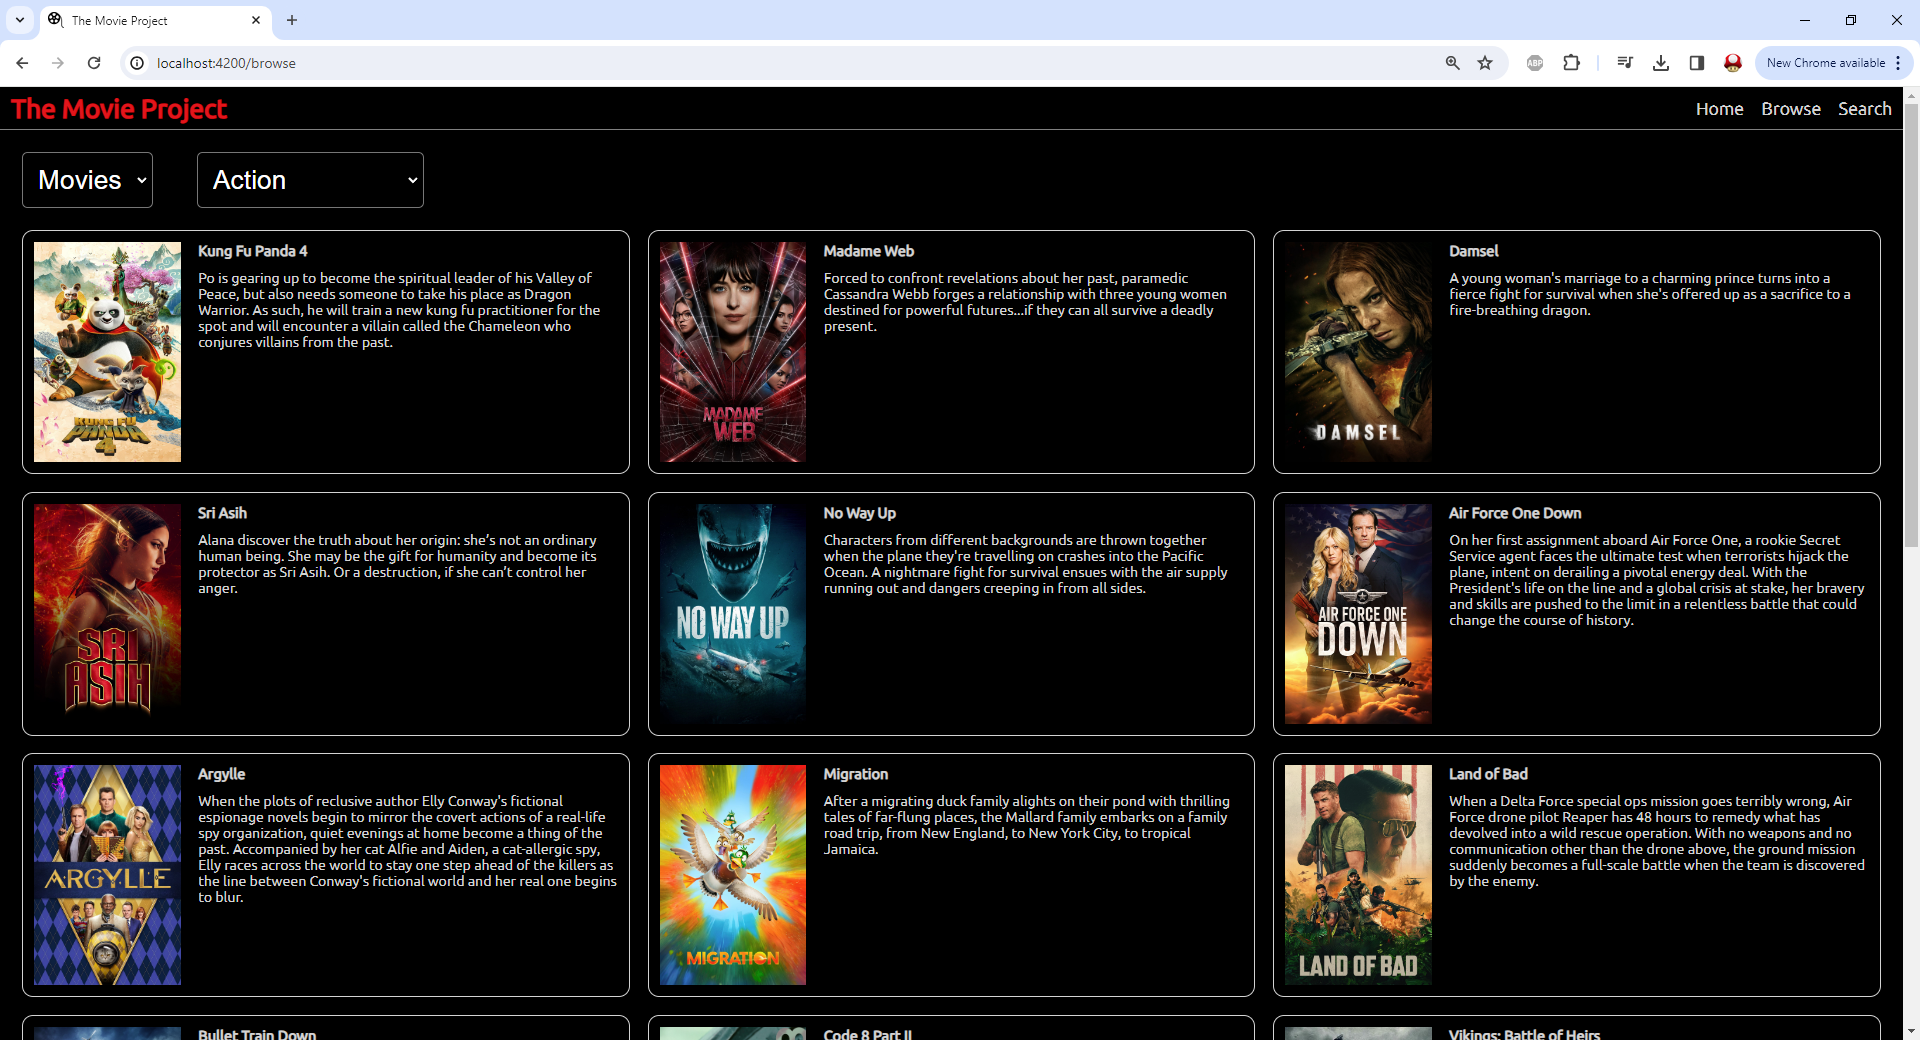 The Movie Project
localhost:4200/browse
ABP
New Chrome available
The Movie Project
Home Browse Search
Movies
Action
Kung Fu Panda 4
Po is gearing up to become the spiritual leader of his Valley of
Peace, but also needs someone to take his place as Dragon
Warrior. As such, he will train a new kung fu practitioner for the
spot and will encounter a villain called the Chameleon who
conjures villains from the past.
KUNG FU
PANDA
4
Madame Web
Forced to confront revelations about her past, paramedic
Cassandra Webb forges a relationship with three young women
destined for powerful futures...if they can all survive a deadly
present.
MADAME
WEB
Damsel
A young woman's marriage to a charming prince turns into a
fierce fight for survival when she's offered up as a sacrifice to a
fire-breathing dragon.
DAMSEL
Sri Asih
Alana discover the truth about her origin: she’s not an ordinary
human being. She may be the gift for humanity and become its
protector as Sri Asih. Or a destruction, if she can’t control her
anger.
SRI
ASIH
No Way Up
Characters from different backgrounds are thrown together
when the plane they're travelling on crashes into the Pacific
Ocean. A nightmare fight for survival ensues with the air supply
running out and dangers creeping in from all sides.
NO WAY UP
Air Force One Down
On her first assignment aboard Air Force One, a rookie Secret
Service agent faces the ultimate test when terrorists hijack the
plane, intent on derailing a pivotal energy deal. With the
President's life on the line and a global crisis at stake, her bravery
and skills are pushed to the limit in a relentless battle that could
change the course of history.
AIR FORCE ONE
DOWN
Argylle
When the plots of reclusive author Elly Conway's fictional
espionage novels begin to mirror the covert actions of a real-life
spy organization, quiet evenings at home become a thing of the
past. Accompanied by her cat Alfie and Aiden, a cat-allergic spy,
Elly races across the world to stay one step ahead of the killers as
the line between Conway's fictional world and her real one begins
to blur.
ARGYLLE
Migration
After a migrating duck family alights on their pond with thrilling
tales of far-flung places, the Mallard family embarks on a family
road trip, from New England, to New York City, to tropical
Jamaica.
MIGRATION
Land of Bad
When a Delta Force special ops mission goes terribly wrong, Air
Force drone pilot Reaper has 48 hours to remedy what has
devolved into a wild rescue operation. With no weapons and no
communication other than the drone above, the ground mission
suddenly becomes a full-scale battle when the team is discovered
by the enemy.
LAND OF BAD
Bullet Train Down
Code 8 Part II
Vikings: Battle of Heirs